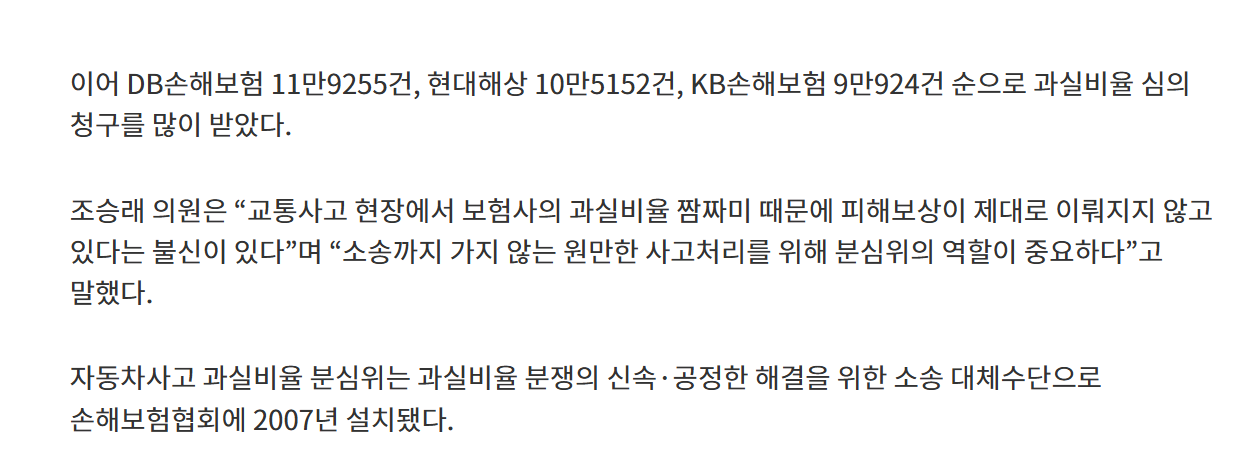 이어 DB손해보험 11만9255건, 현대해상 10만5152건, KB손해보험 9만924건 순으로 과실비율 심의
청구를 많이 받았다.
조승래 의원은 “교통사고 현장에서 보험사의 과실비율 짬짜미 때문에 피해보상이 제대로 이뤄지지 않고
있다는 불신이 있다”며 “소송까지 가지 않는 원만한 사고처리를 위해 분심위의 역할이 중요하다”고
말했다.
자동차사고 과실비율 분심위는 과실비율 분쟁의 신속·공정한 해결을 위한 소송 대체수단으로
손해보험협회에 2007년 설치됐다.